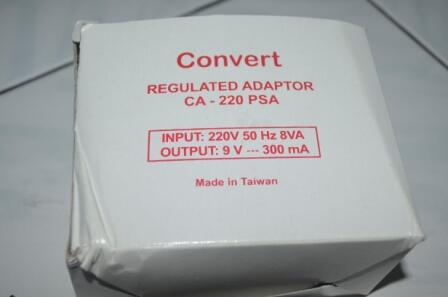 Convert
REGULATED ADAPTOR
CA - 220 PSA
INPUT: 220V 50 Hz 8VA
OUTPUT: 9 V --- 300 mA
Made in Taiwan